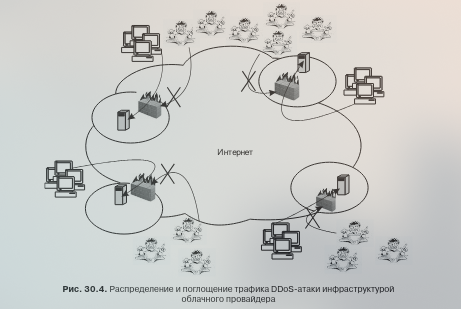 Интернет
Рис. 30.4. Распределение и поглощение трафика DDoS-атаки инфраструктурой
облачного провайдера